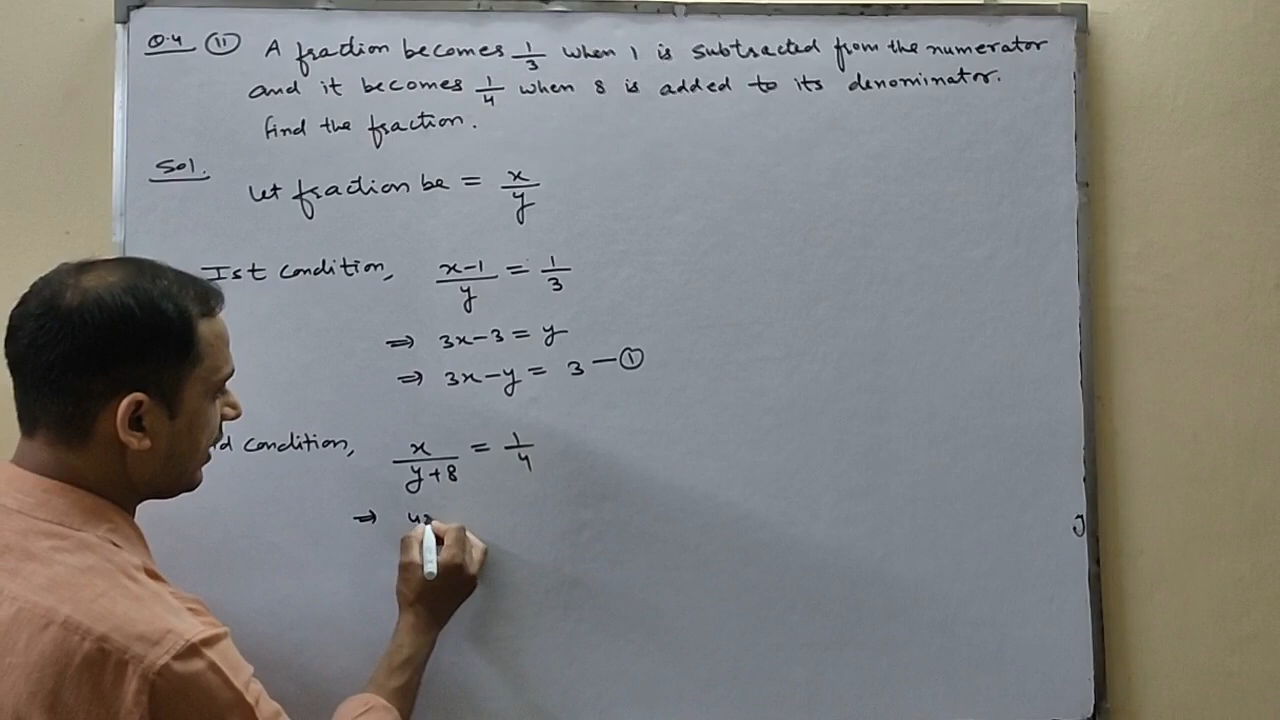 Q.4 (ii) A fraction becomes 1/3 when 1 is subtracted from the numerator
and it becomes 1/4 when 8 is added to its denominator.
find the fraction.
Sol.
Let fraction be = x/y
Ist condition, (x-1)/y = 1/3
⇒ 3x-3 = y
⇒ 3x-y = 3 —①
condition, x/(y+8) = 1/4
⇒ 4x